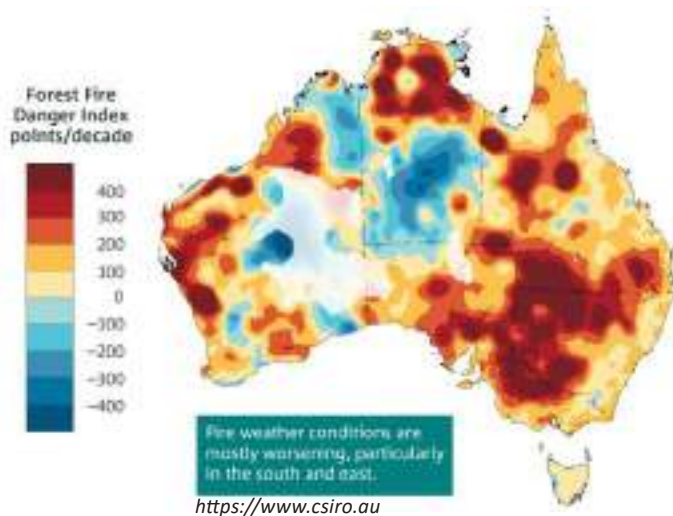 Forest Fire
Danger Index
points/decade
400
300
200
100
0
−100
−200
−300
−400
Fire weather conditions are
mostly worsening, particularly
in the south and east.
https://www.csiro.au